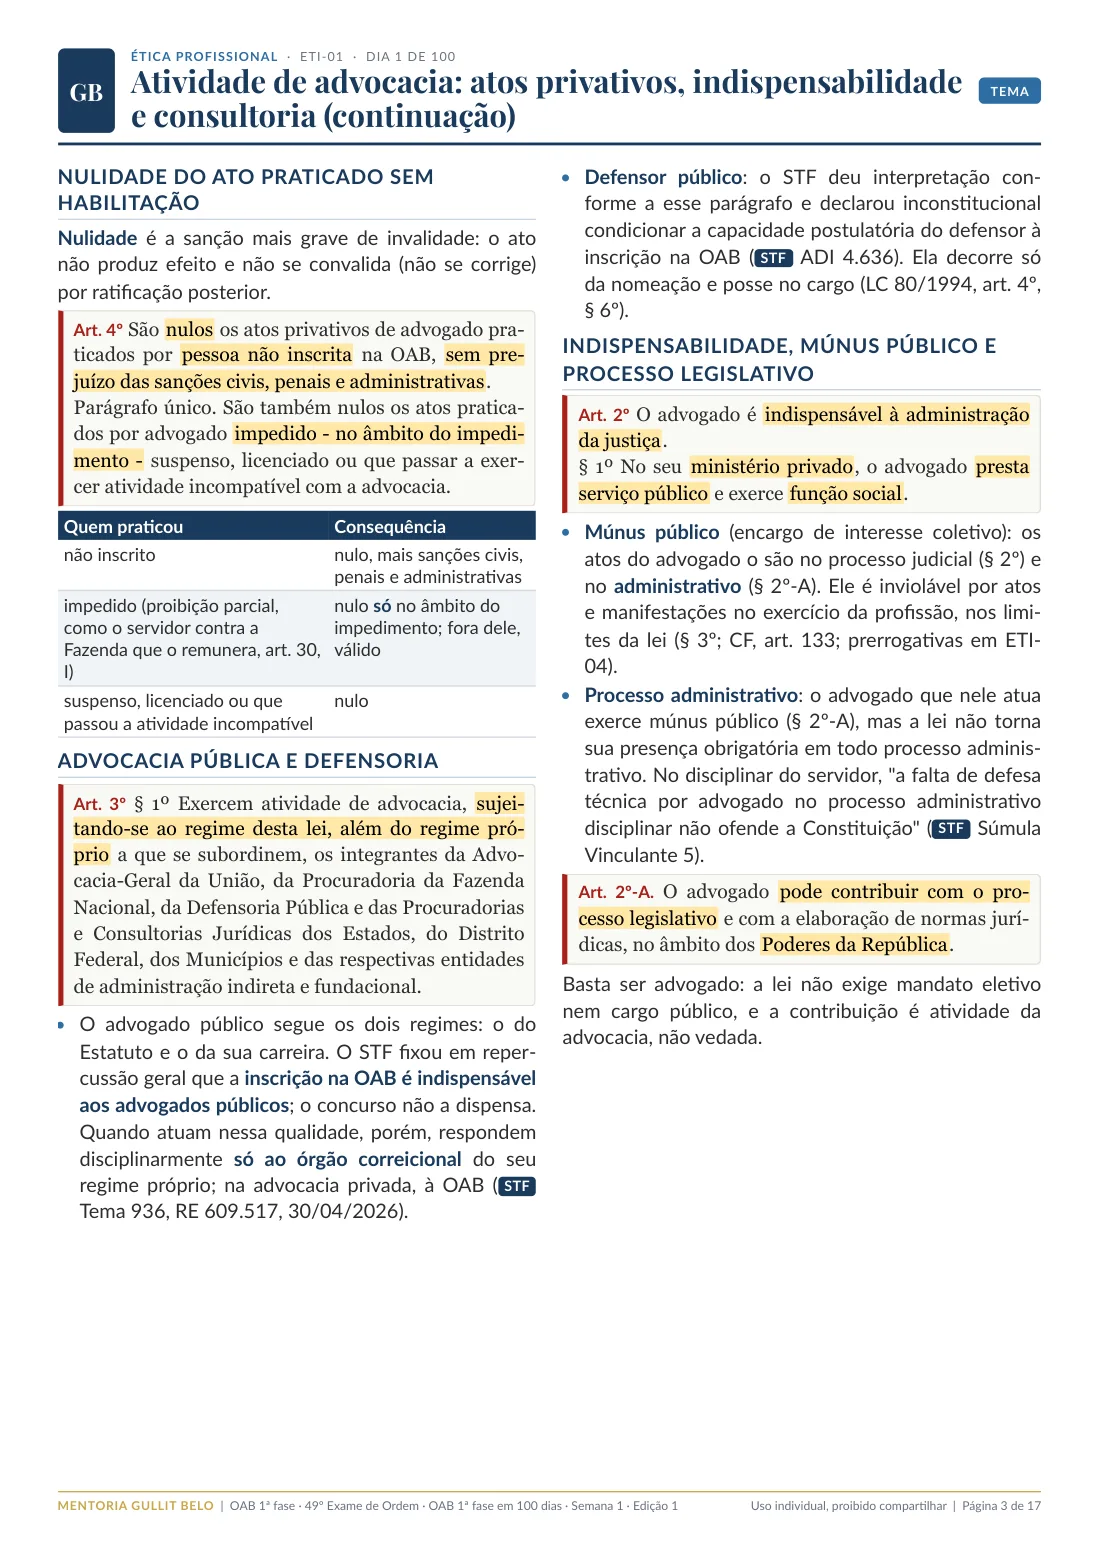 GB
ÉTICA PROFISSIONAL · ETI-01 · DIA 1 DE 100
Atividade de advocacia: atos privativos, indispensabilidade
e consultoria (continuação)
TEMA
NULIDADE DO ATO PRATICADO SEM
HABILITAÇÃO
Nulidade é a sanção mais grave de invalidade: o ato
não produz efeito e não se convalida (não se corrige)
por ratificação posterior.
Art. 4º São nulos os atos privativos de advogado pra-
ticados por pessoa não inscrita na OAB, sem pre-
juízo das sanções civis, penais e administrativas.
Parágrafo único. São também nulos os atos pratica-
dos por advogado impedido - no âmbito do impedi-
mento - suspenso, licenciado ou que passar a exer-
cer atividade incompatível com a advocacia.
Quem praticou Consequência
não inscrito nulo, mais sanções civis,
penais e administrativas
impedido (proibição parcial, nulo só no âmbito do
como o servidor contra a impedimento; fora dele,
Fazenda que o remunera, art. 30, válido
I)
suspenso, licenciado ou que nulo
passou a atividade incompatível
ADVOCACIA PÚBLICA E DEFENSORIA
Art. 3º § 1º Exercem atividade de advocacia, sujei-
tando-se ao regime desta lei, além do regime pró-
prio a que se subordinem, os integrantes da Advo-
cacia-Geral da União, da Procuradoria da Fazenda
Nacional, da Defensoria Pública e das Procuradorias
e Consultorias Jurídicas dos Estados, do Distrito
Federal, dos Municípios e das respectivas entidades
de administração indireta e fundacional.
• O advogado público segue os dois regimes: o do
Estatuto e o da sua carreira. O STF fixou em reper-
cussão geral que a inscrição na OAB é indispensável
aos advogados públicos; o concurso não a dispensa.
Quando atuam nessa qualidade, porém, respondem
disciplinarmente só ao órgão correicional do seu
regime próprio; na advocacia privada, à OAB (STF
Tema 936, RE 609.517, 30/04/2026).
• Defensor público: o STF deu interpretação con-
forme a esse parágrafo e declarou inconstitucional
condicionar a capacidade postulatória do defensor à
inscrição na OAB (STF ADI 4.636). Ela decorre só
da nomeação e posse no cargo (LC 80/1994, art. 4º,
§ 6º).
INDISPENSABILIDADE, MÚNUS PÚBLICO E
PROCESSO LEGISLATIVO
Art. 2º O advogado é indispensável à administração
da justiça.
§ 1º No seu ministério privado, o advogado presta
serviço público e exerce função social.
• Múnus público (encargo de interesse coletivo): os
atos do advogado o são no processo judicial (§ 2º) e
no administrativo (§ 2º-A). Ele é inviolável por atos
e manifestações no exercício da profissão, nos limi-
tes da lei (§ 3º; CF, art. 133; prerrogativas em ETI-
04).
• Processo administrativo: o advogado que nele atua
exerce múnus público (§ 2º-A), mas a lei não torna
sua presença obrigatória em todo processo adminis-
trativo. No disciplinar do servidor, "a falta de defesa
técnica por advogado no processo administrativo
disciplinar não ofende a Constituição" (STF Súmula
Vinculante 5).
Art. 2º-A. O advogado pode contribuir com o pro-
cesso legislativo e com a elaboração de normas jurí-
dicas, no âmbito dos Poderes da República.
Basta ser advogado: a lei não exige mandato eletivo
nem cargo público, e a contribuição é atividade da
advocacia, não vedada.
MENTORIA GULLIT BELO | OAB 1ª fase · 49º Exame de Ordem · OAB 1ª fase em 100 dias · Semana 1 · Edição 1
Uso individual, proibido compartilhar | Página 3 de 17